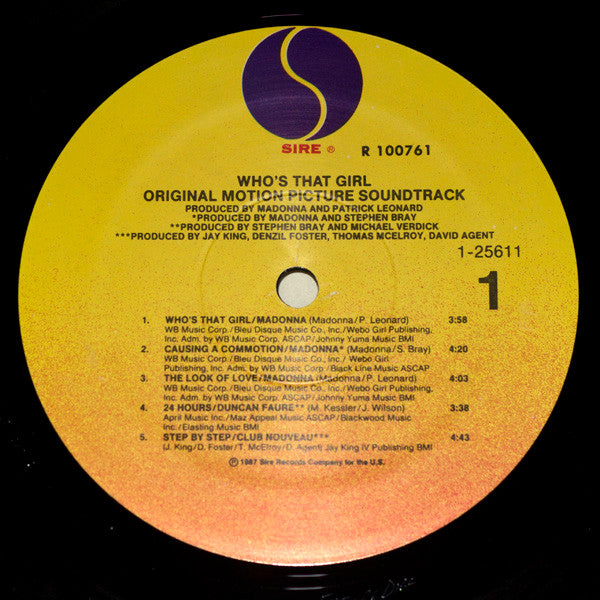 SIRE ®
R 100761
WHO'S THAT GIRL
ORIGINAL MOTION PICTURE SOUNDTRACK
PRODUCED BY MADONNA AND PATRICK LEONARD
*PRODUCED BY MADONNA AND STEPHEN BRAY
**PRODUCED BY STEPHEN BRAY AND MICHAEL VERDICK
***PRODUCED BY JAY KING, DENZIL FOSTER, THOMAS MCELROY, DAVID AGENT
1-25611
1
1. WHO'S THAT GIRL/MADONNA (Madonna/P. Leonard) 3:58
WB Music Corp./Bleu Disque Music Co., Inc./Webo Girl Publishing,
Inc. Adm. by WB Music Corp. ASCAP/Johnny Yuma Music BMI
2. CAUSING A COMMOTION/MADONNA* (Madonna/S. Bray) 4:20
WB Music Corp./Bleu Disque Music Co., Inc./ Webo Girl
Publishing, Inc. Adm. by WB Music Corp./Black Line Music ASCAP
3. THE LOOK OF LOVE/MADONNA (Madonna/P. Leonard) 4:03
WB Music Corp./Bleu Disque Music Co., Inc./Webo Girl Publishing,
Inc. Adm. by WB Music Corp. ASCAP/Johnny Yuma Music BMI
4. 24 HOURS/DUNCAN FAURE** (M. Kessler/J. Wilson) 3:38
April Music Inc./Maz Appeal Music ASCAP/Blackwood Music
Inc./Elasting Music BMI
5. STEP BY STEP/CLUB NOUVEAU*** 4:43
(J. King/D. Foster/T. McElroy/D. Agent) Jay King IV Publishing BMI
℗ 1987 Sire Records Company for the U.S.